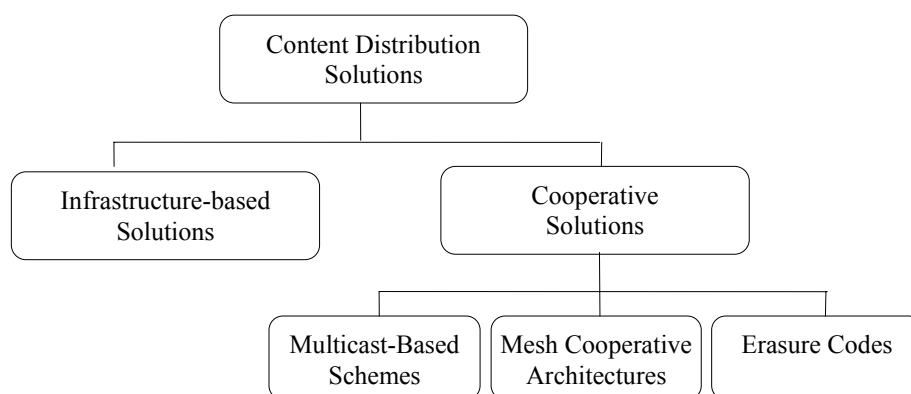 Content Distribution
Solutions
Infrastructure-based
Solutions
Cooperative
Solutions
Multicast-Based
Schemes
Mesh Cooperative
Architectures
Erasure Codes